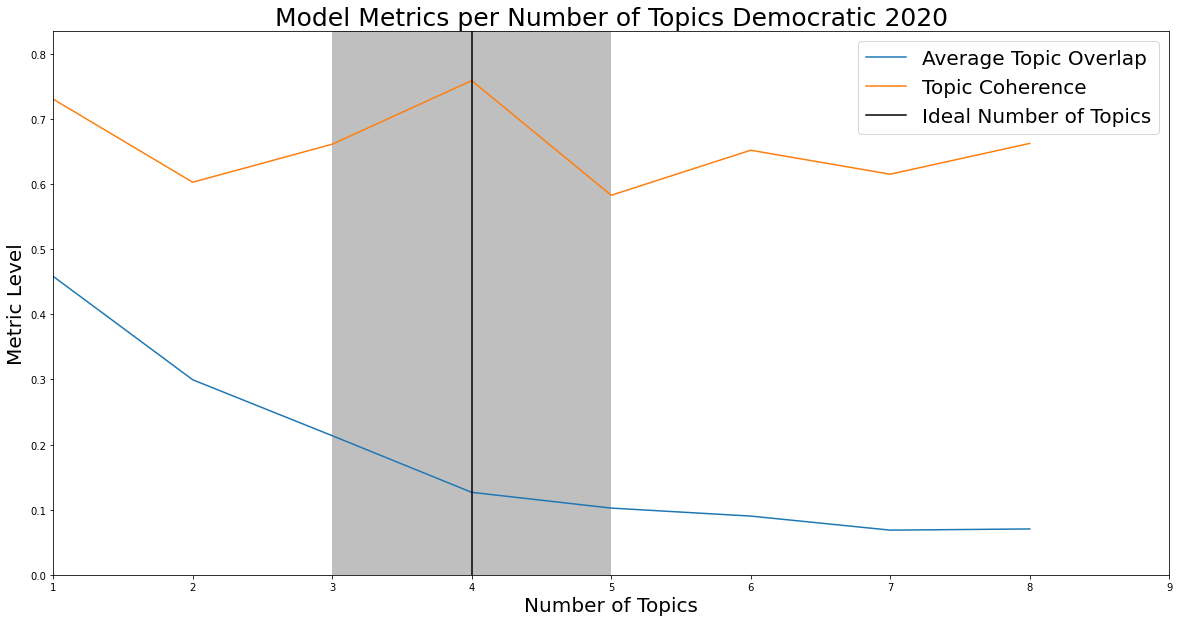 Model Metrics per Number of Topics Democratic 2020
Average Topic Overlap
Topic Coherence
Ideal Number of Topics
Metric Level
0.8
0.7
0.6
0.5
0.4
0.3
0.2
0.1
0.0
1 2 3 4 5 6 7 8 9
Number of Topics